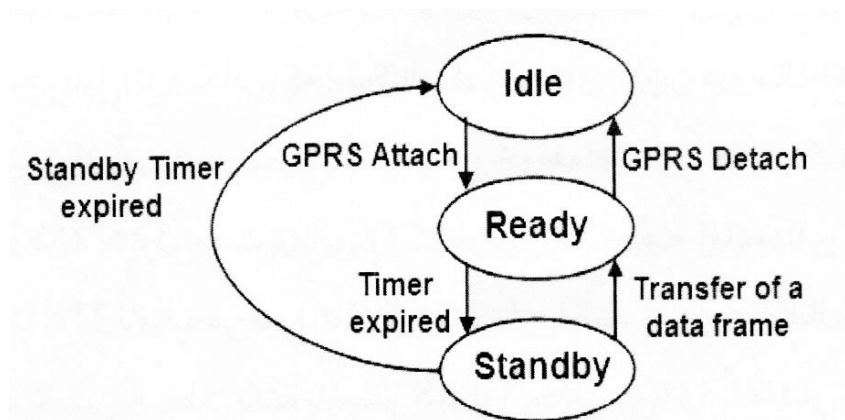 Idle
GPRS Attach
GPRS Detach
Standby Timer
expired
Ready
Timer
expired
Transfer of a
data frame
Standby